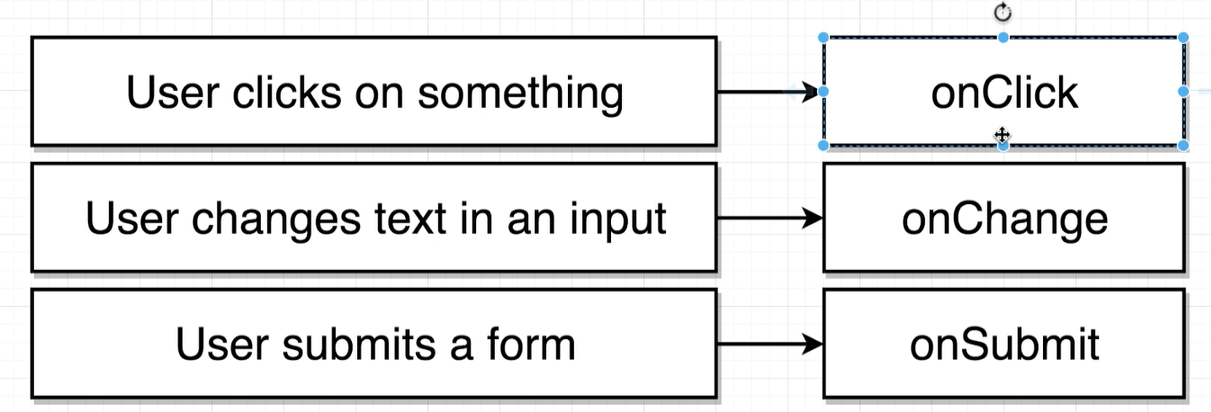 User clicks on something
onClick
User changes text in an input
onChange
User submits a form
onSubmit